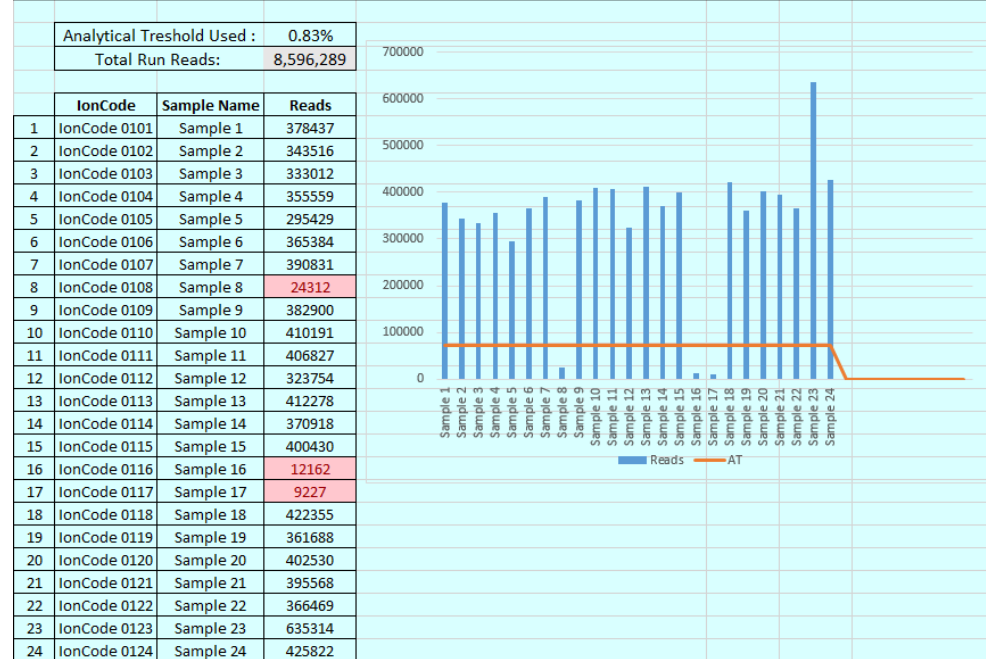 Analytical Treshold Used : 0.83%
Total Run Reads: 8,596,289
IonCode Sample Name Reads
1 IonCode 0101 Sample 1 378437
2 IonCode 0102 Sample 2 343516
3 IonCode 0103 Sample 3 333012
4 IonCode 0104 Sample 4 355559
5 IonCode 0105 Sample 5 295429
6 IonCode 0106 Sample 6 365384
7 IonCode 0107 Sample 7 390831
8 IonCode 0108 Sample 8 24312
9 IonCode 0109 Sample 9 382900
10 IonCode 0110 Sample 10 410191
11 IonCode 0111 Sample 11 406827
12 IonCode 0112 Sample 12 323754
13 IonCode 0113 Sample 13 412278
14 IonCode 0114 Sample 14 370918
15 IonCode 0115 Sample 15 400430
16 IonCode 0116 Sample 16 12162
17 IonCode 0117 Sample 17 9227
18 IonCode 0118 Sample 18 422355
19 IonCode 0119 Sample 19 361688
20 IonCode 0120 Sample 20 402530
21 IonCode 0121 Sample 21 395568
22 IonCode 0122 Sample 22 366469
23 IonCode 0123 Sample 23 635314
24 IonCode 0124 Sample 24 425822
700000
600000
500000
400000
300000
200000
100000
0
Sample 1
Sample 2
Sample 3
Sample 4
Sample 5
Sample 6
Sample 7
Sample 8
Sample 9
Sample 10
Sample 11
Sample 12
Sample 13
Sample 14
Sample 15
Sample 16
Sample 17
Sample 18
Sample 19
Sample 20
Sample 21
Sample 22
Sample 23
Sample 24
Reads AT